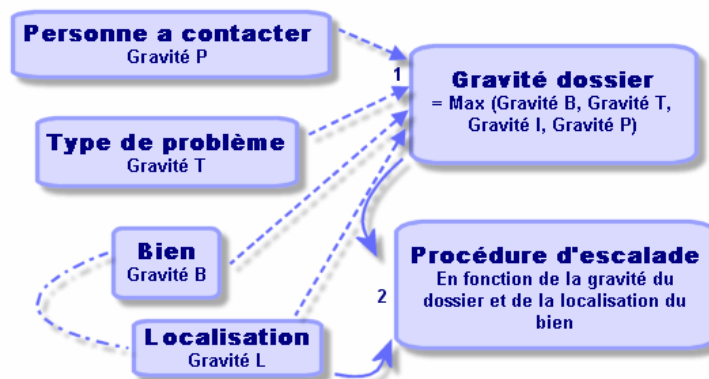 Personne a contacter
Gravité P
1
Gravité dossier
= Max (Gravité B, Gravité T,
Gravité I, Gravité P)
Type de problème
Gravité T
Bien
Gravité B
Procédure d'escalade
En fonction de la gravité du
dossier et de la localisation du
bien
2
Localisation
Gravité L